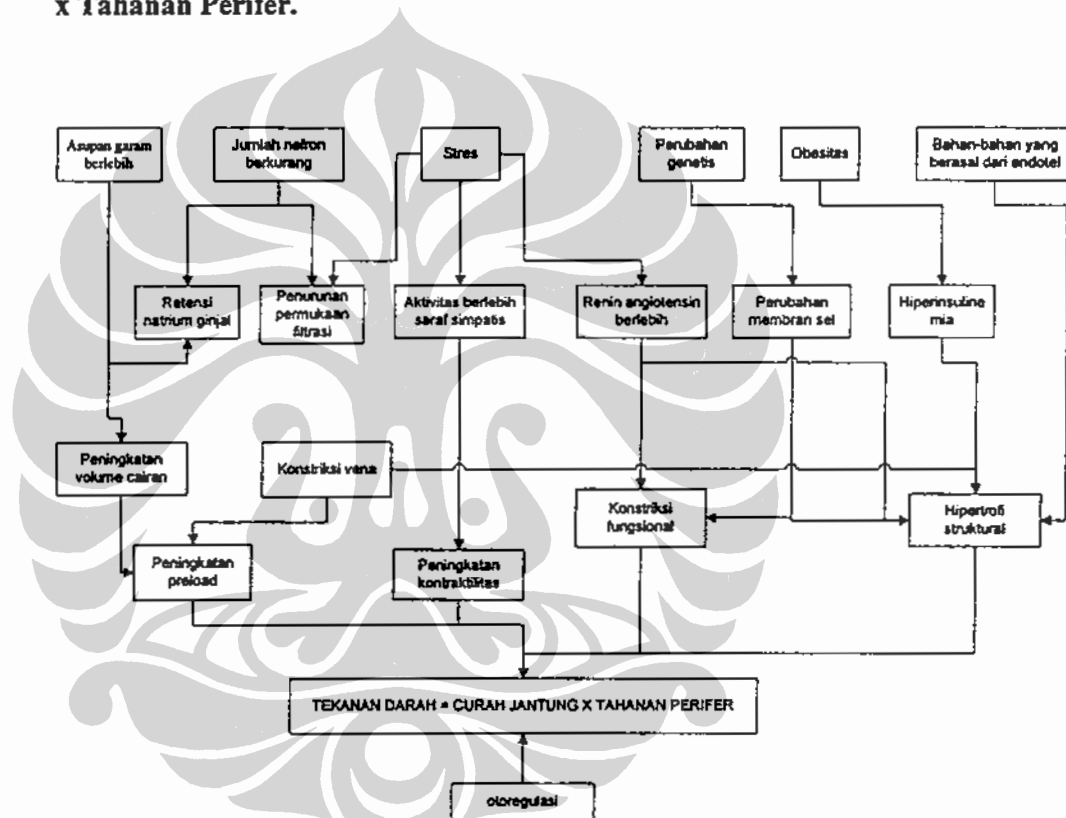 x Tahanan Perifer.
Asupan garam
berlebih
Jumlah nefron
berkurang
Stres
Perubahan
genetis
Obesitas
Bahan-bahan yang
berasal dari endotel
Retensi
natrium ginjal
Penurunan
permukaan
filtrasi
Aktivitas berlebih
saraf simpatis
Renin angiotensin
berlebih
Perubahan
membran sel
Hiperinsuline
mia
Peningkatan
volume cairan
Konstriksi vena
Konstriksi
fungsional
Hipertrofi
struktural
Peningkatan
preload
Peningkatan
kontraktilitas
TEKANAN DARAH = CURAH JANTUNG X TAHANAN PERIFER
otoregulasi